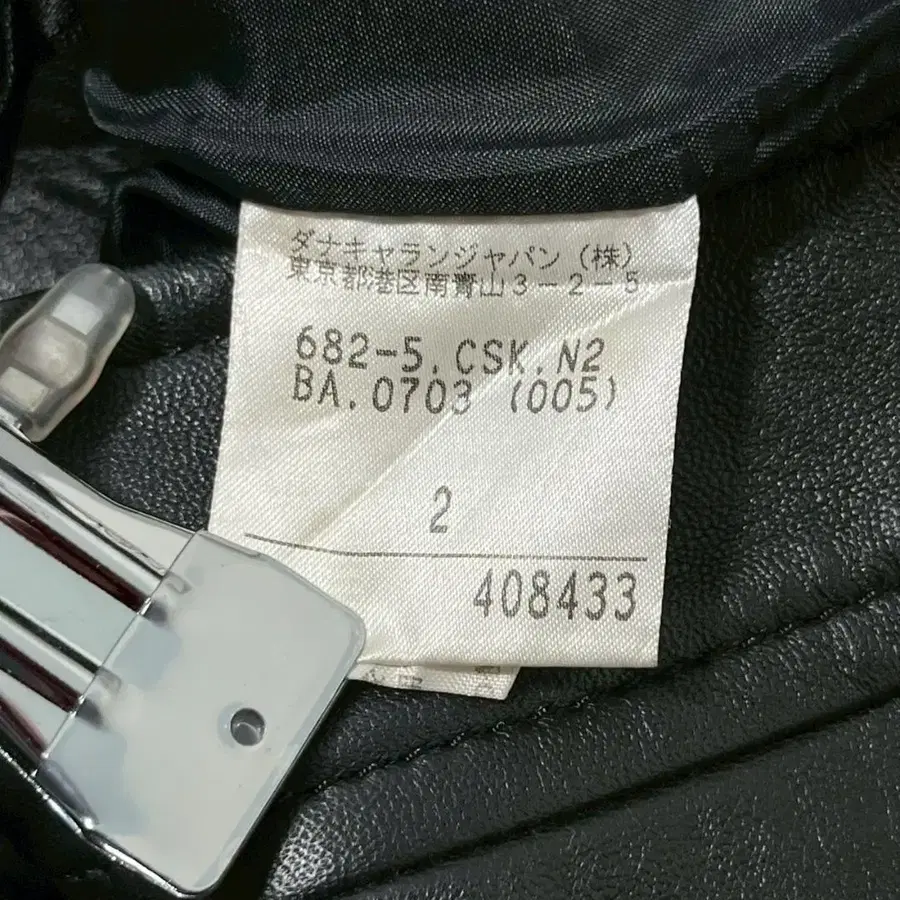 ダナキャランジャパン（株）
東京都港区南青山３－２－５
682-5.CSK.N2
BA.0703 (005)
2
408433